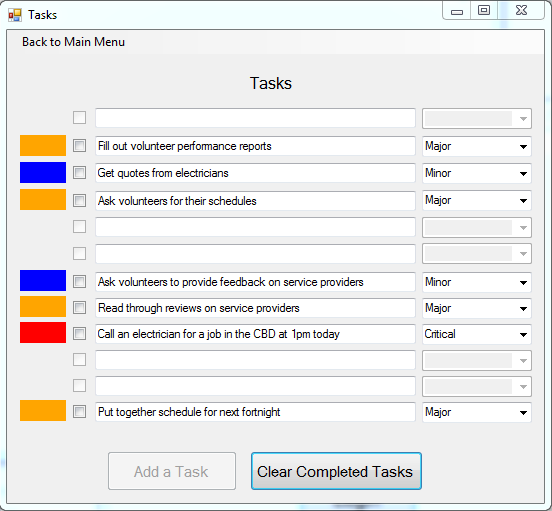 Tasks
Back to Main Menu
Tasks
Fill out volunteer performance reports Major
Get quotes from electricians Minor
Ask volunteers for their schedules Major
Ask volunteers to provide feedback on service providers Minor
Read through reviews on service providers Major
Call an electrician for a job in the CBD at 1pm today Critical
Put together schedule for next fortnight Major
Add a Task Clear Completed Tasks